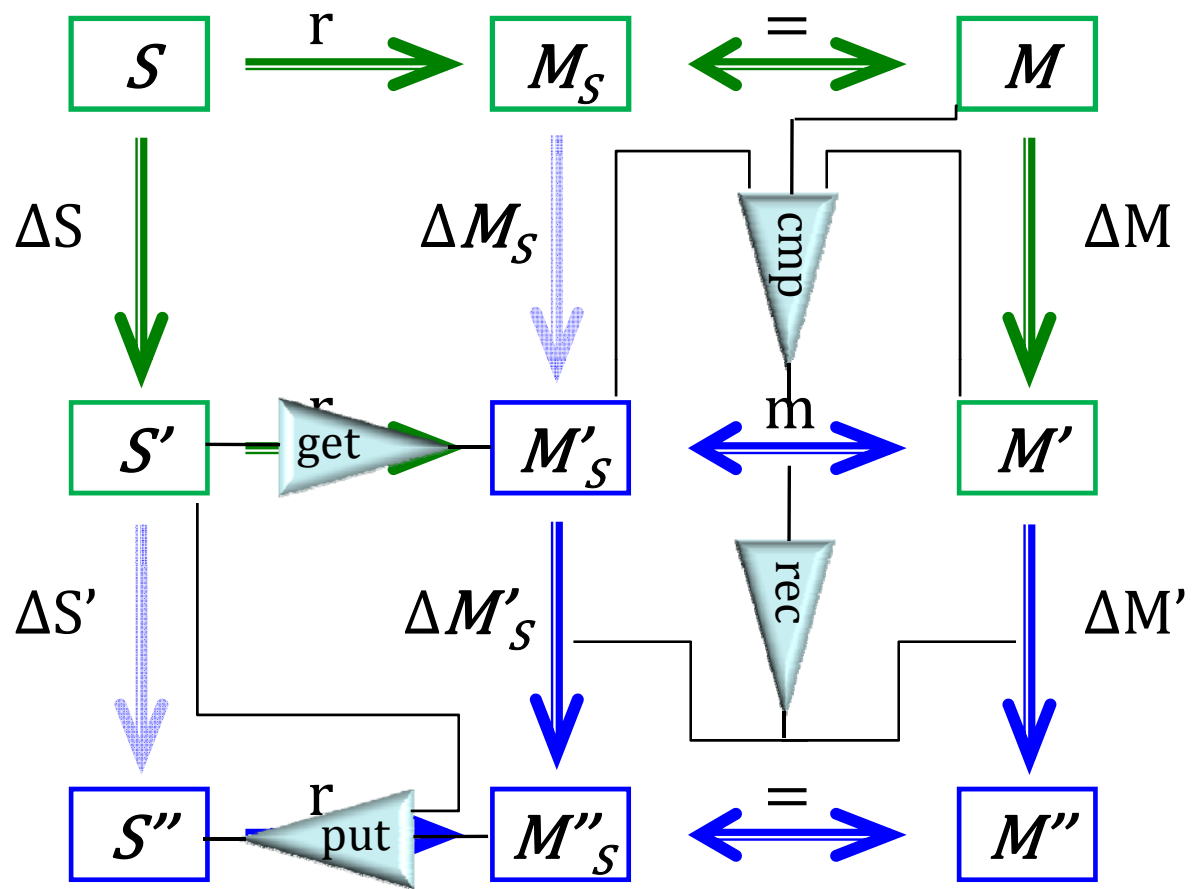 r =
S M_S M
ΔS ΔM_S cmp ΔM
r m
S' get M'_S M'
ΔS' ΔM'_S rec ΔM'
r =
S'' put M''_S M''